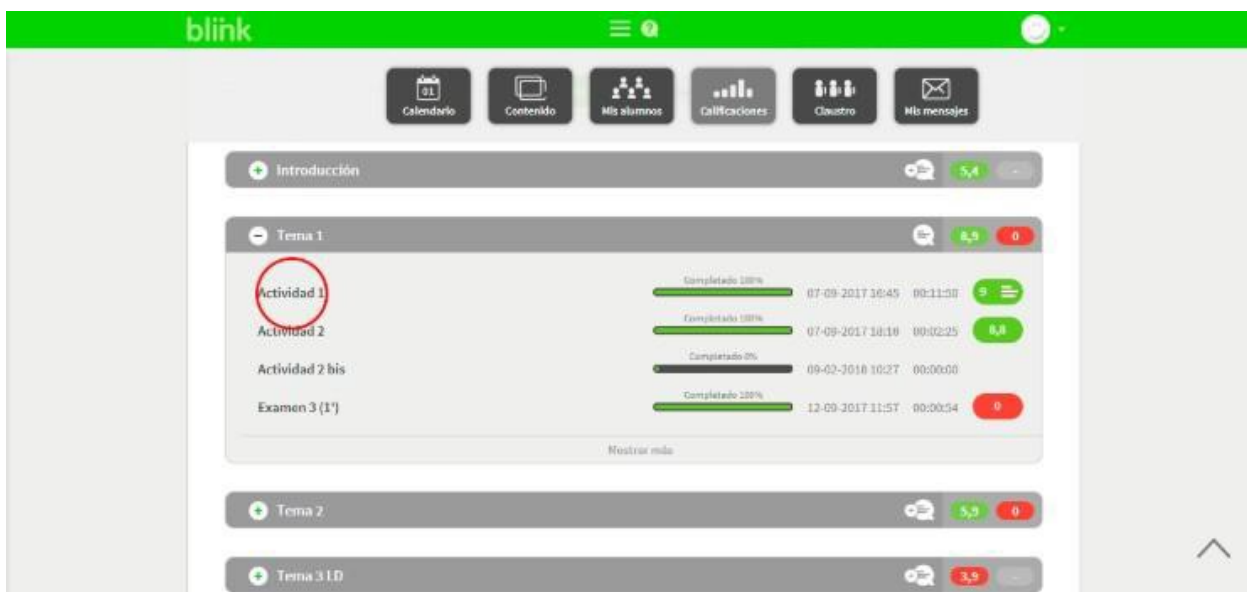 blink
01
Calendario Contenido Mis alumnos Calificaciones Claustro Mis mensajes
Introducción 5,4 -
Tema 1 8,9 0
Actividad 1 Completado 100% 07-09-2017 16:45 00:11:50 9
Actividad 2 Completado 100% 07-09-2017 18:18 00:02:25 8,8
Actividad 2 bis Completado 0% 09-02-2018 10:27 00:00:00
Examen 3 (1ª) Completado 100% 12-09-2017 11:57 00:00:54 0
Mostrar más
Tema 2 5,9 0
Tema 3 LD 3,9 -